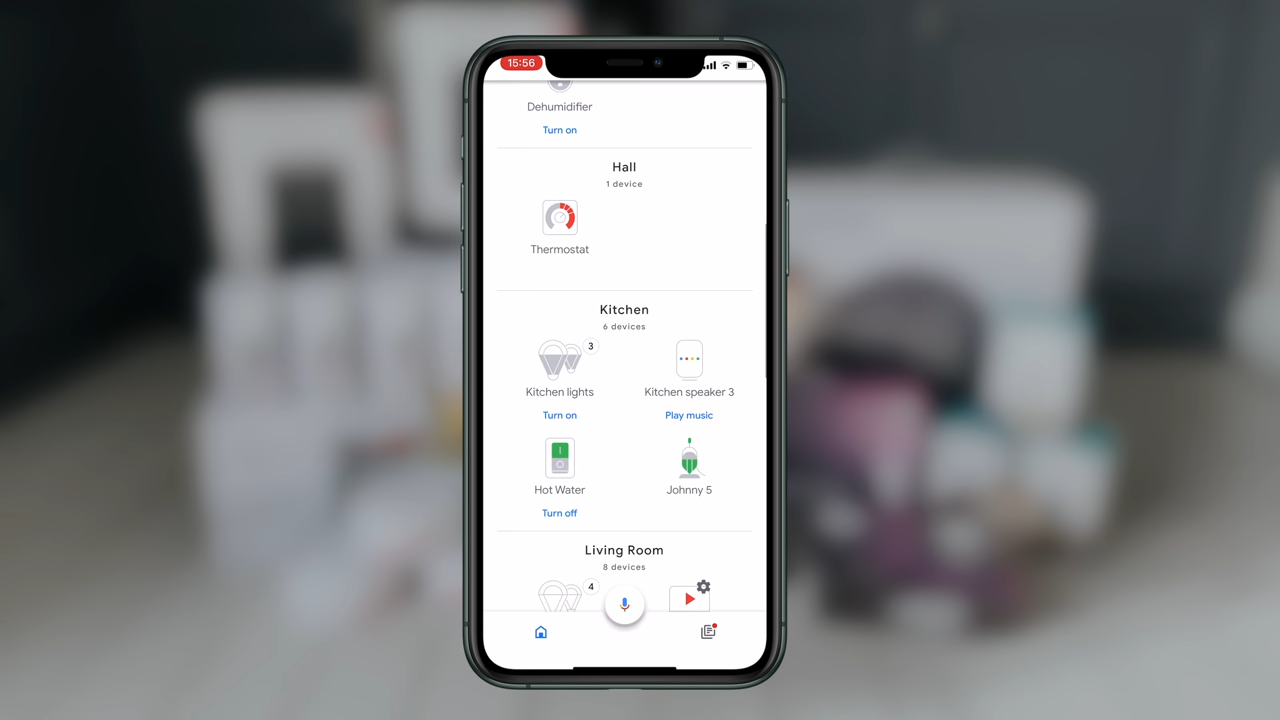 15:56
Dehumidifier
Turn on
Hall
1 device
Thermostat
Kitchen
6 devices
3
Kitchen lights
Kitchen speaker 3
Turn on
Play music
Hot Water
Johnny 5
Turn off
Living Room
8 devices
4